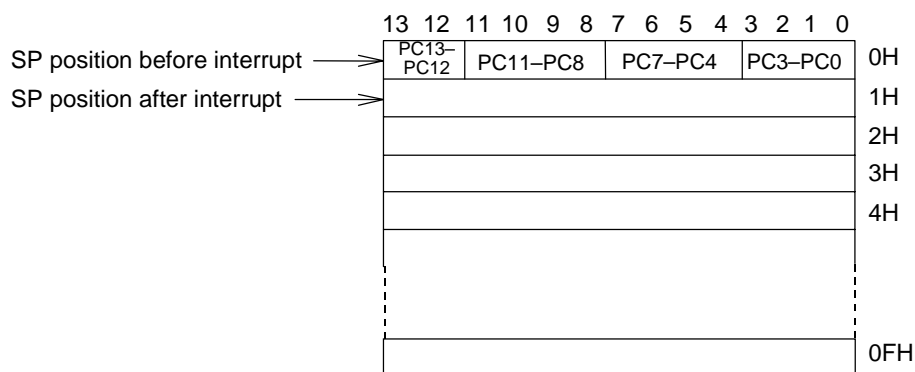 13 12 11 10 9 8 7 6 5 4 3 2 1 0
SP position before interrupt
PC13–
PC12
PC11–PC8
PC7–PC4
PC3–PC0
0H
SP position after interrupt
1H
2H
3H
4H
0FH